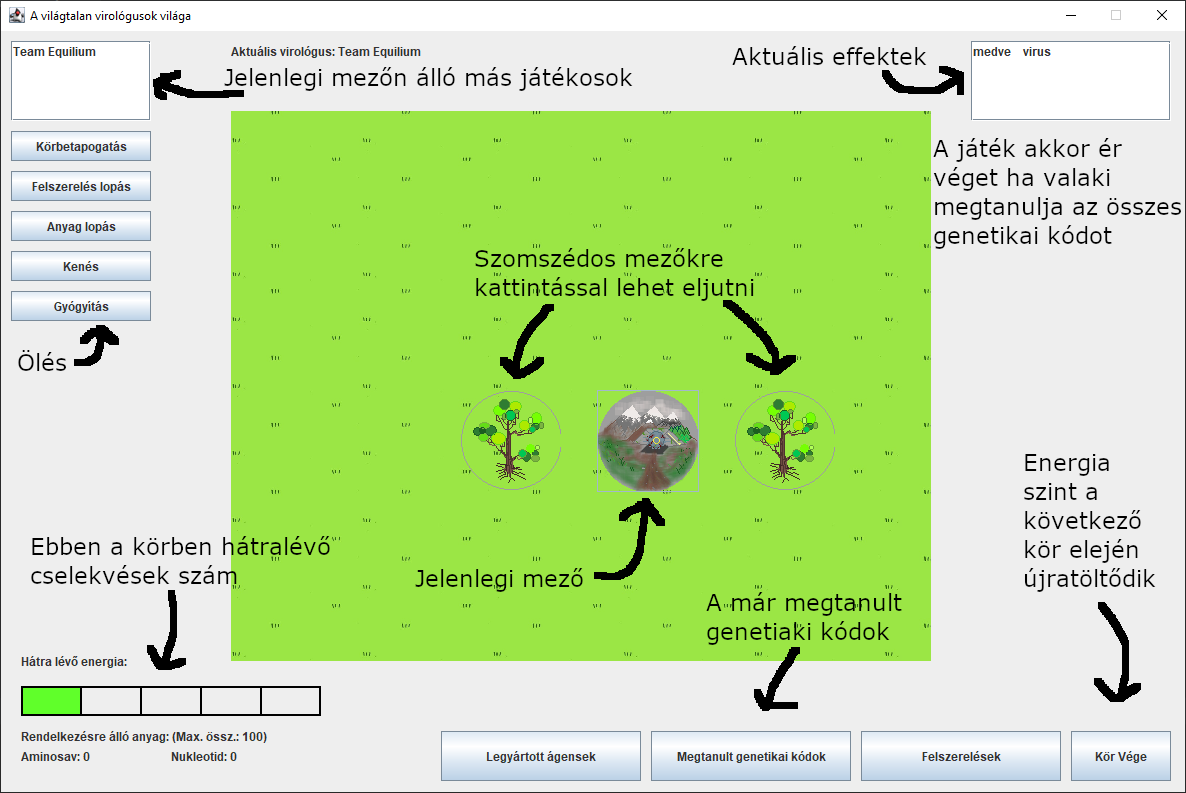 A világtalan virológusok világa
Team Equilium
Aktuális virológus: Team Equilium
Jelenlegi mezőn álló más játékosok
Aktuális effektek
medve virus
Körbetapogatás
Felszerelés lopás
Anyag lopás
Kenés
Gyógyítás
Ölés
A játék akkor ér
véget ha valaki
megtanulja az összes
genetikai kódot
Szomszédos mezőkre
kattintással lehet eljutni
Jelenlegi mező
Ebben a körben hátralévő
cselekvések szám
Energia
szint a
következő
kör elején
újratöltődik
A már megtanult
genetiaki kódok
Hátra lévő energia:
Rendelkezésre álló anyag: (Max. össz.: 100)
Aminosav: 0 Nukleotid: 0
Legyártott ágensek
Megtanult genetikai kódok
Felszerelések
Kör Vége